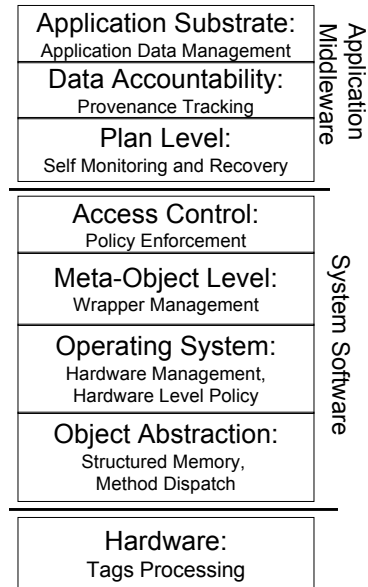 Application Substrate:
Application Data Management
Data Accountability:
Provenance Tracking
Plan Level:
Self Monitoring and Recovery
Application
Middleware
Access Control:
Policy Enforcement
Meta-Object Level:
Wrapper Management
Operating System:
Hardware Management,
Hardware Level Policy
Object Abstraction:
Structured Memory,
Method Dispatch
System Software
Hardware:
Tags Processing